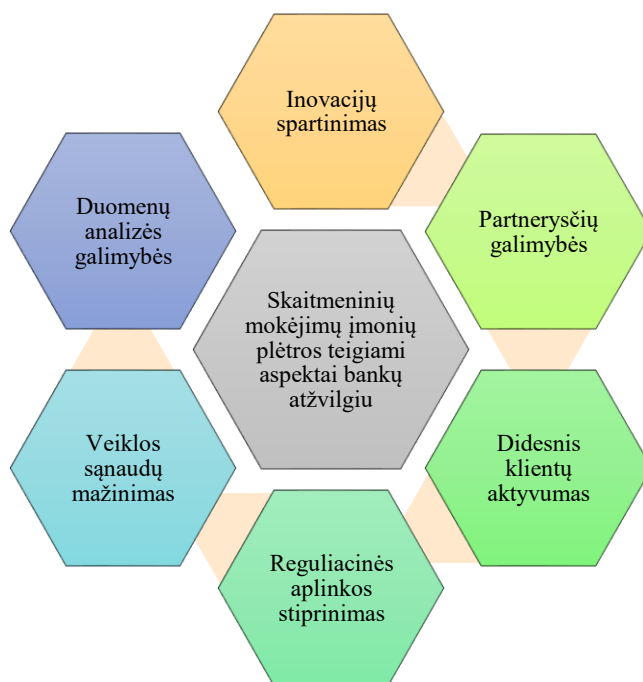 Inovacijų
spartinimas
Duomenų
analizės
galimybės
Partnerysčių
galimybės
Skaitmeninių
mokėjimų įmonių
plėtros teigiami
aspektai bankų
atžvilgiu
Veiklos
sąnaudų
mažinimas
Didesnis
klientų
aktyvumas
Reguliacinės
aplinkos
stiprinimas